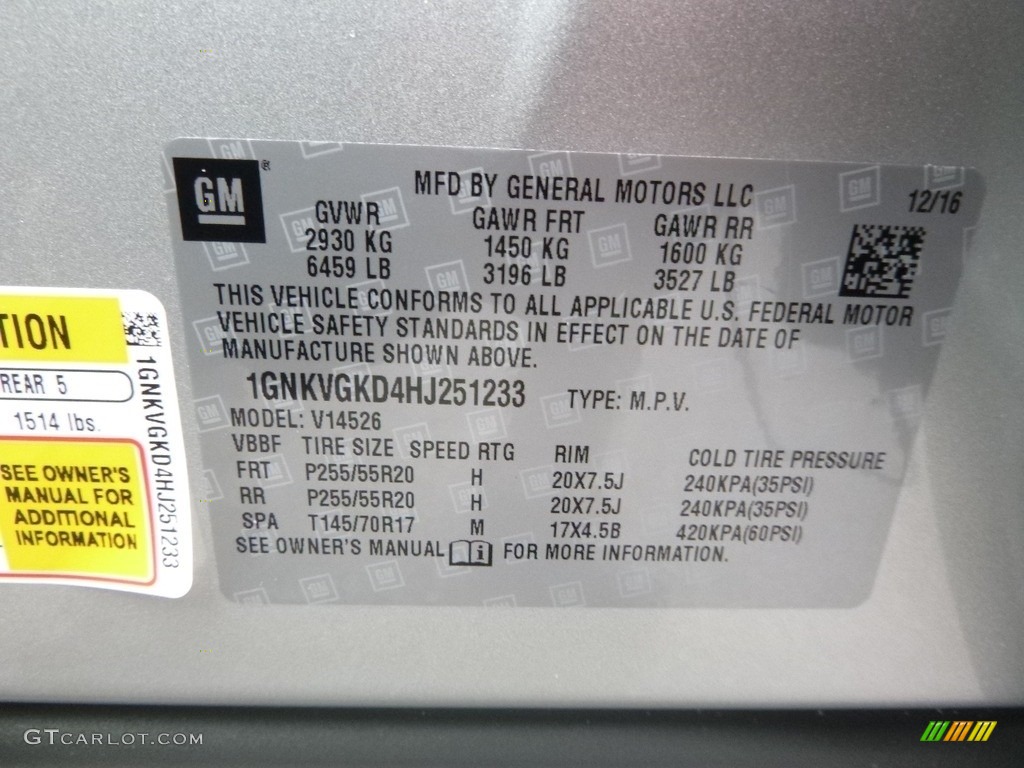 GM
®
MFD BY GENERAL MOTORS LLC
12/16
GVWR GAWR FRT GAWR RR
2930 KG 1450 KG 1600 KG
6459 LB 3196 LB 3527 LB
THIS VEHICLE CONFORMS TO ALL APPLICABLE U.S. FEDERAL MOTOR
VEHICLE SAFETY STANDARDS IN EFFECT ON THE DATE OF
MANUFACTURE SHOWN ABOVE.
1GNKVGKD4HJ251233 TYPE: M.P.V.
MODEL: V14526
VBBF TIRE SIZE SPEED RTG RIM COLD TIRE PRESSURE
FRT P255/55R20 H 20X7.5J 240KPA(35PSI)
RR P255/55R20 H 20X7.5J 240KPA(35PSI)
SPA T145/70R17 M 17X4.5B 420KPA(60PSI)
SEE OWNER'S MANUAL i FOR MORE INFORMATION.
TION
REAR 5
1514 lbs.
SEE OWNER'S
MANUAL FOR
ADDITIONAL
INFORMATION
1GNKVGKD4HJ251233
GTCARLOT.COM